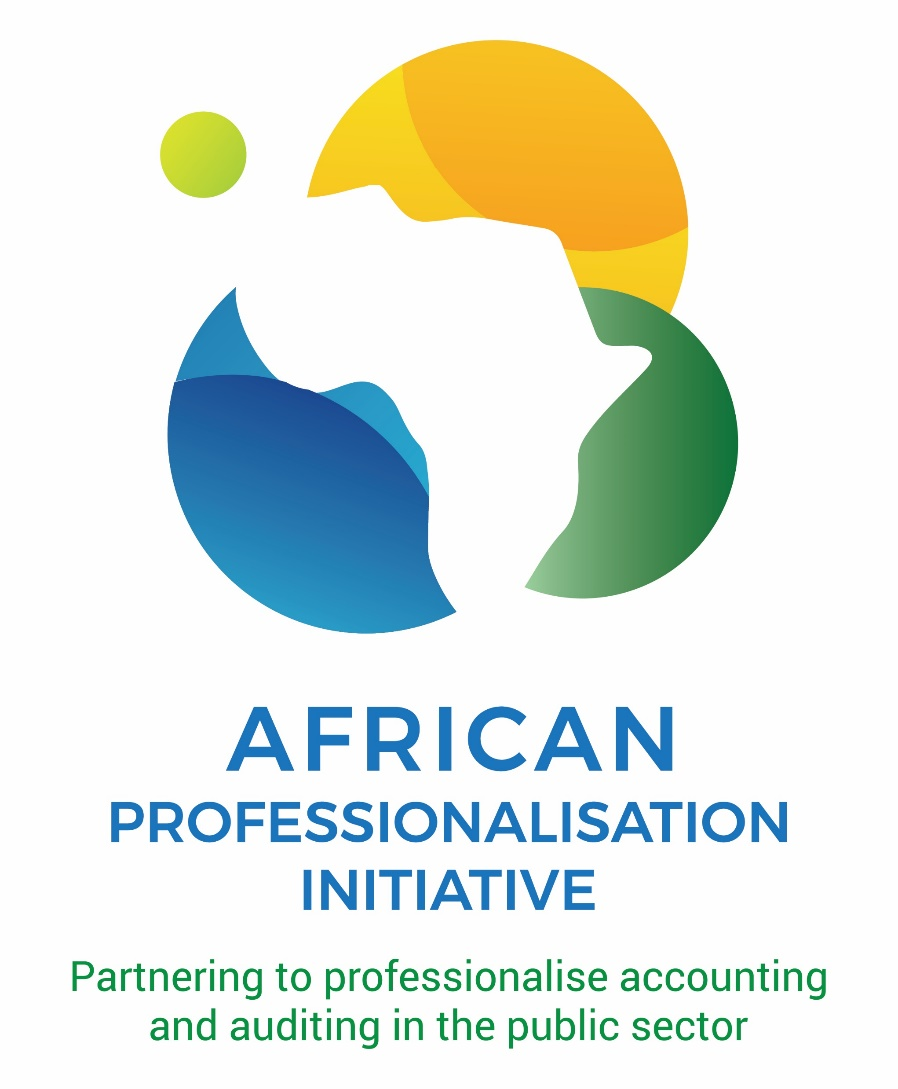 AFRICAN
PROFESSIONALISATION
INITIATIVE
Partnering to professionalise accounting
and auditing in the public sector